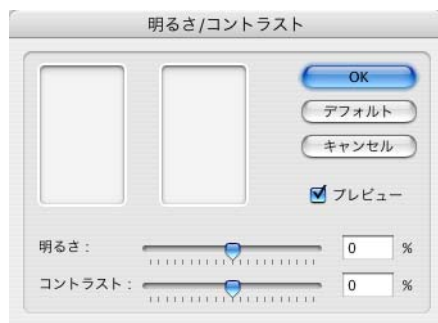 明るさ/コントラスト
OK
デフォルト
キャンセル
プレビュー
明るさ： 0 %
コントラスト： 0 %